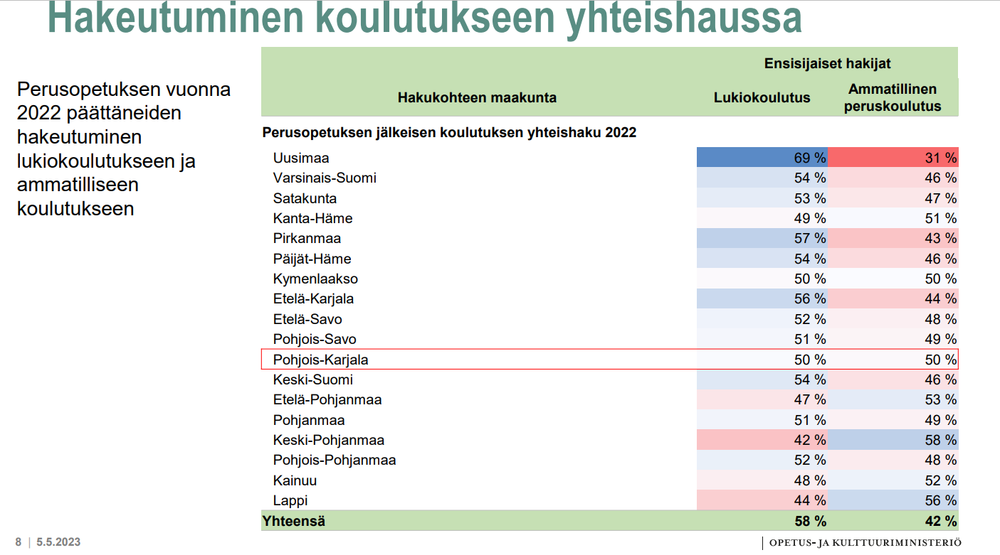 Hakeutuminen koulutukseen yhteishaussa
Perusopetuksen vuonna
2022 päättäneiden
hakeutuminen
lukiokoulutukseen ja
ammatilliseen
koulutukseen
Ensisijaiset hakijat
Hakukohteen maakunta Lukiokoulutus Ammatillinen peruskoulutus
Perusopetuksen jälkeisen koulutuksen yhteishaku 2022
Uusimaa 69 % 31 %
Varsinais-Suomi 54 % 46 %
Satakunta 53 % 47 %
Kanta-Häme 49 % 51 %
Pirkanmaa 57 % 43 %
Päijät-Häme 54 % 46 %
Kymenlaakso 50 % 50 %
Etelä-Karjala 56 % 44 %
Etelä-Savo 52 % 48 %
Pohjois-Savo 51 % 49 %
Pohjois-Karjala 50 % 50 %
Keski-Suomi 54 % 46 %
Etelä-Pohjanmaa 47 % 53 %
Pohjanmaa 51 % 49 %
Keski-Pohjanmaa 42 % 58 %
Pohjois-Pohjanmaa 52 % 48 %
Kainuu 48 % 52 %
Lappi 44 % 56 %
Yhteensä 58 % 42 %
8 | 5.5.2023
OPETUS- JA KULTTUURIMINISTERIÖ